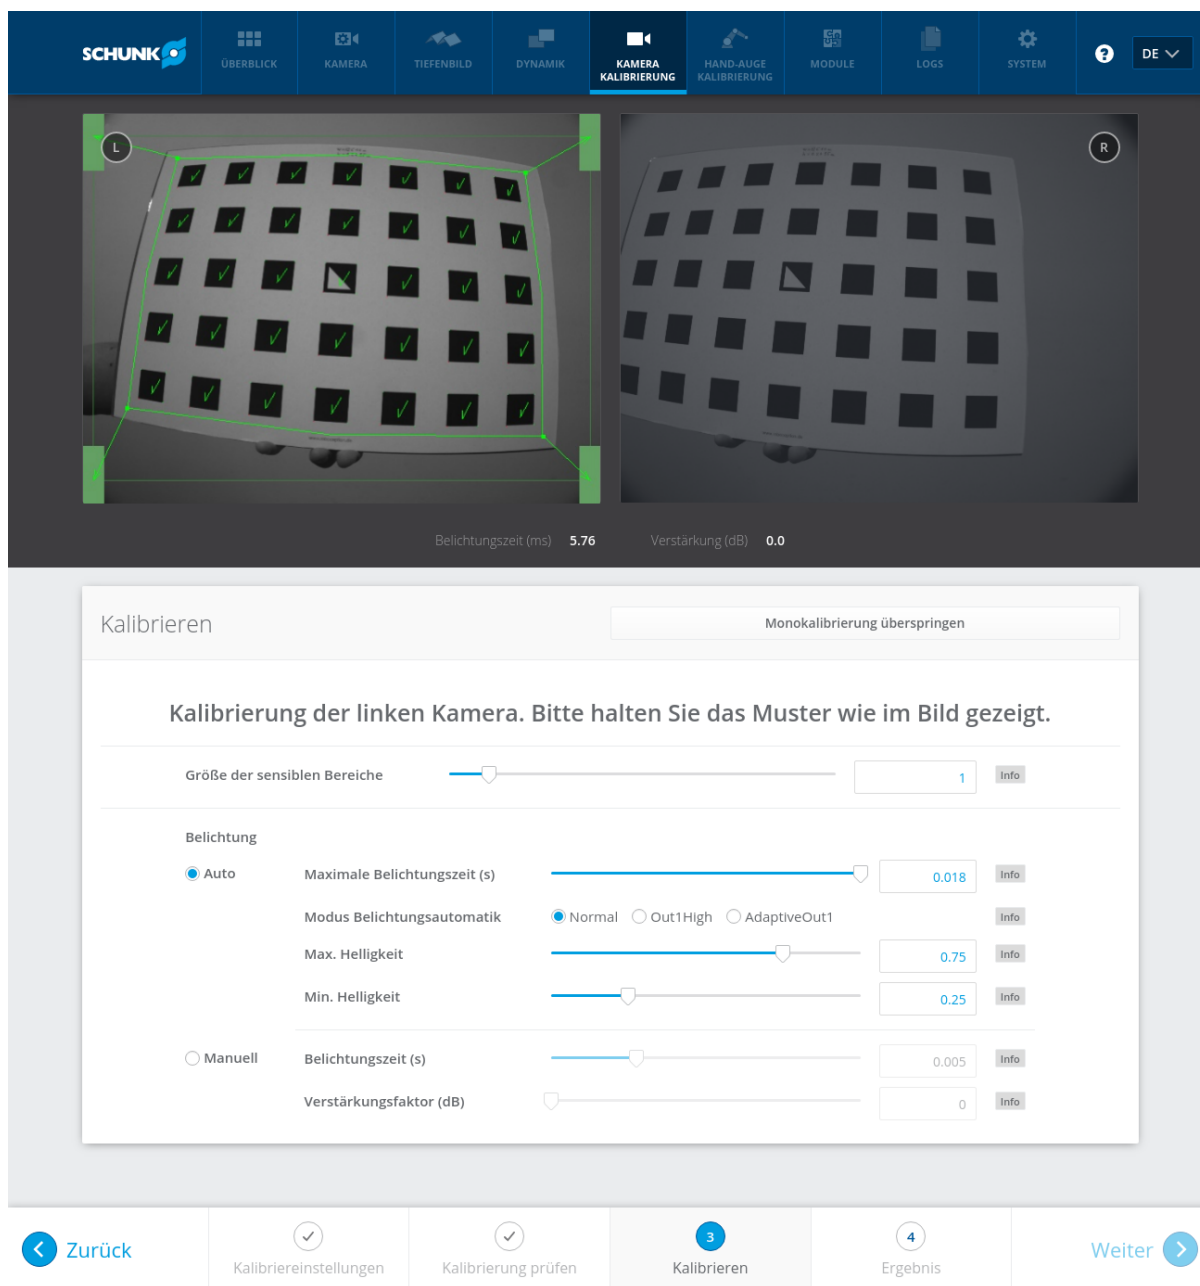 SCHUNK
ÜBERBLICK
KAMERA
TIEFENBILD
DYNAMIK
KAMERA
KALIBRIERUNG
HAND-AUGE
KALIBRIERUNG
MODULE
LOGS
SYSTEM
?
DE
L
R
Belichtungszeit (ms) 5.76 Verstärkung (dB) 0.0
Kalibrieren
Monokalibrierung überspringen
Kalibrierung der linken Kamera. Bitte halten Sie das Muster wie im Bild gezeigt.
Größe der sensiblen Bereiche 1 Info
Belichtung
Auto Maximale Belichtungszeit (s) 0.018 Info
Modus Belichtungsautomatik Normal Out1High AdaptiveOut1 Info
Max. Helligkeit 0.75 Info
Min. Helligkeit 0.25 Info
Manuell Belichtungszeit (s) 0.005 Info
Verstärkungsfaktor (dB) 0 Info
Zurück
Kalibriereinstellungen
Kalibrierung prüfen
3
Kalibrieren
4
Ergebnis
Weiter